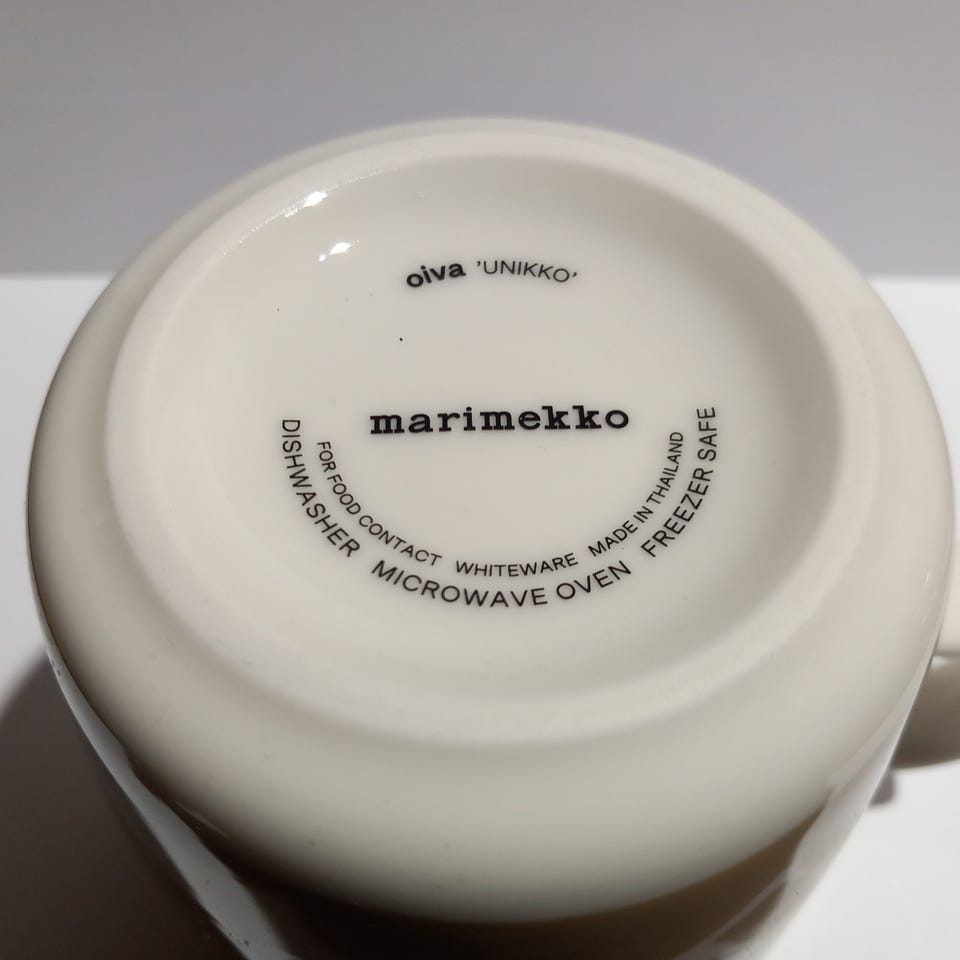 oiva 'UNIKKO'
marimekko
FOR FOOD CONTACT WHITEWARE MADE IN THAILAND
DISHWASHER MICROWAVE OVEN FREEZER SAFE